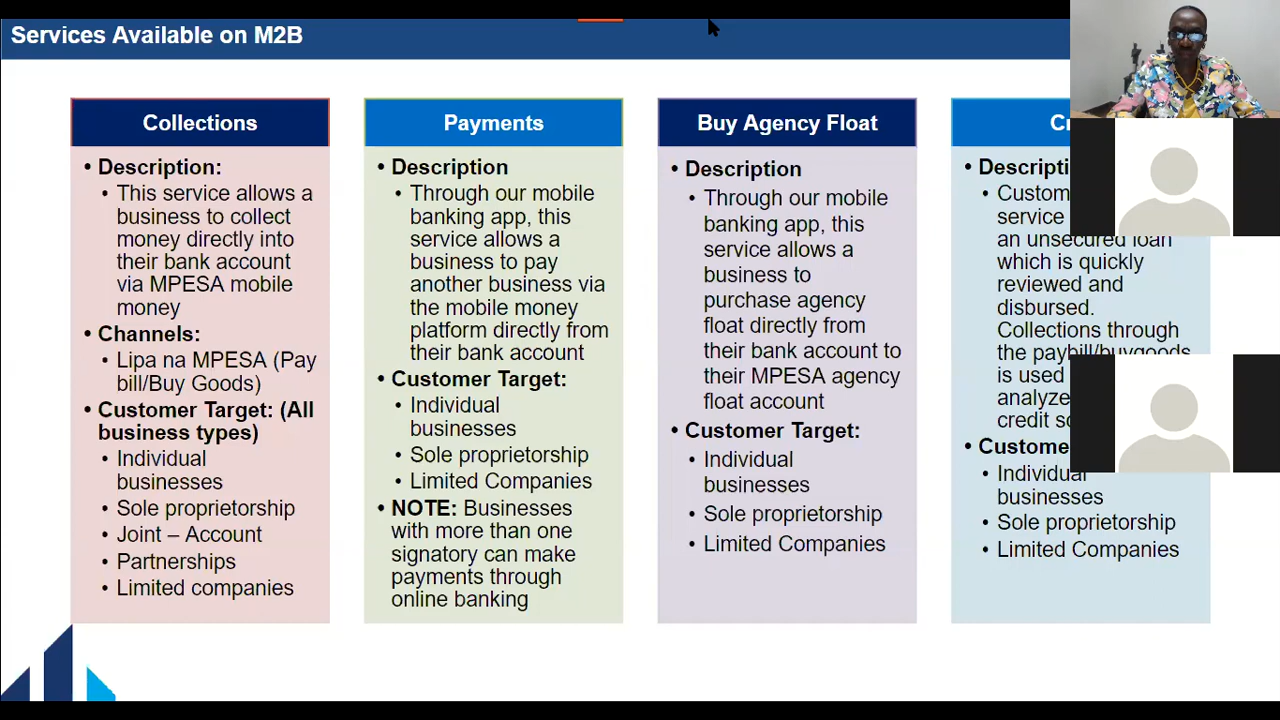 Services Available on M2B
Collections
• Description:
• This service allows a
business to collect
money directly into
their bank account
via MPESA mobile
money
• Channels:
• Lipa na MPESA (Pay
bill/Buy Goods)
• Customer Target: (All
business types)
• Individual
businesses
• Sole proprietorship
• Joint – Account
• Partnerships
• Limited companies
Payments
• Description
• Through our mobile
banking app, this
service allows a
business to pay
another business via
the mobile money
platform directly from
their bank account
• Customer Target:
• Individual
businesses
• Sole proprietorship
• Limited Companies
• NOTE: Businesses
with more than one
signatory can make
payments through
online banking
Buy Agency Float
• Description
• Through our mobile
banking app, this
service allows a
business to
purchase agency
float directly from
their bank account to
their MPESA agency
float account
• Customer Target:
• Individual
businesses
• Sole proprietorship
• Limited Companies
•
•
service
an unsecured loan
which is quickly
reviewed and
disbursed.
Collections through
the paybill/buygoods
is used
credit
•
• Individual
businesses
• Sole proprietorship
• Limited Companies